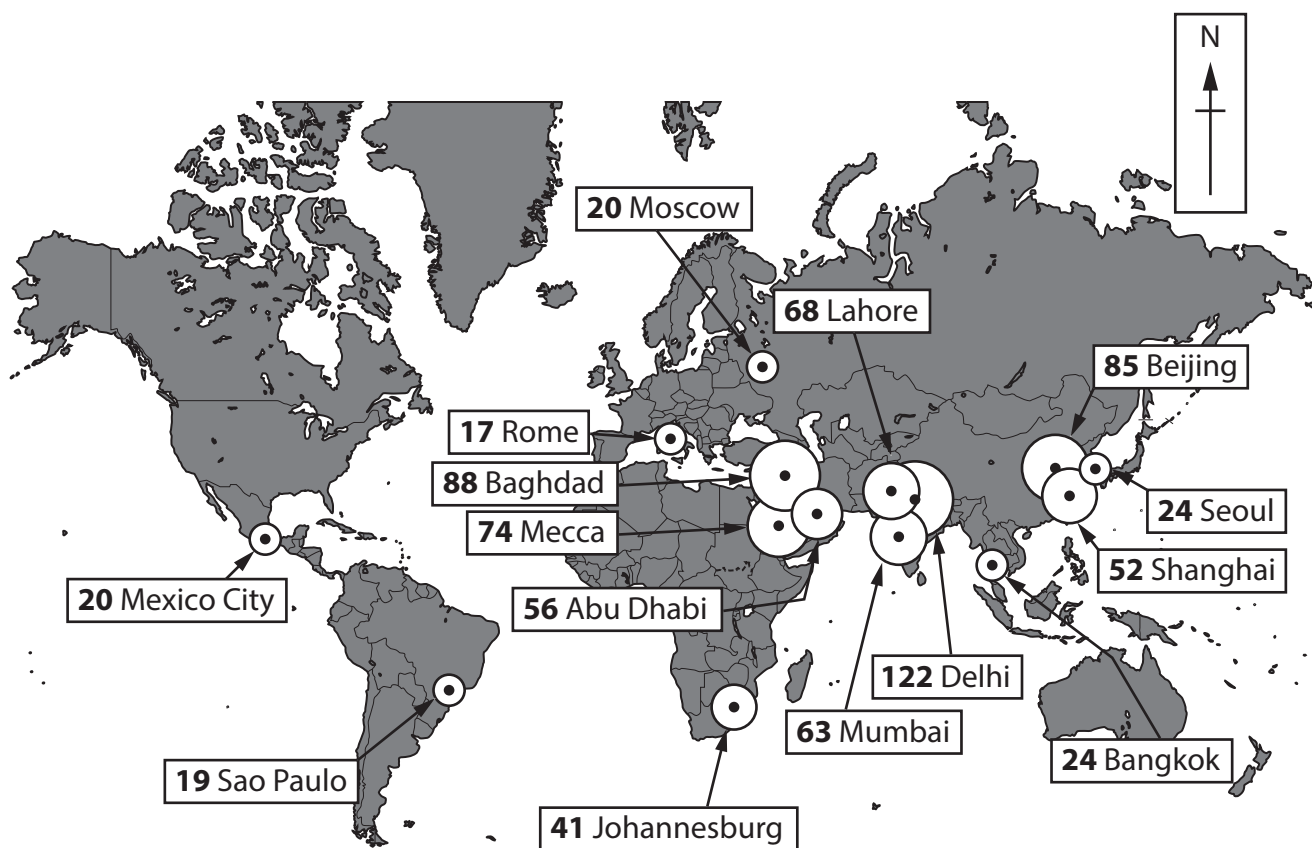 N
20 Moscow
68 Lahore
85 Beijing
17 Rome
88 Baghdad
74 Mecca
24 Seoul
52 Shanghai
20 Mexico City
56 Abu Dhabi
122 Delhi
63 Mumbai
24 Bangkok
19 Sao Paulo
41 Johannesburg